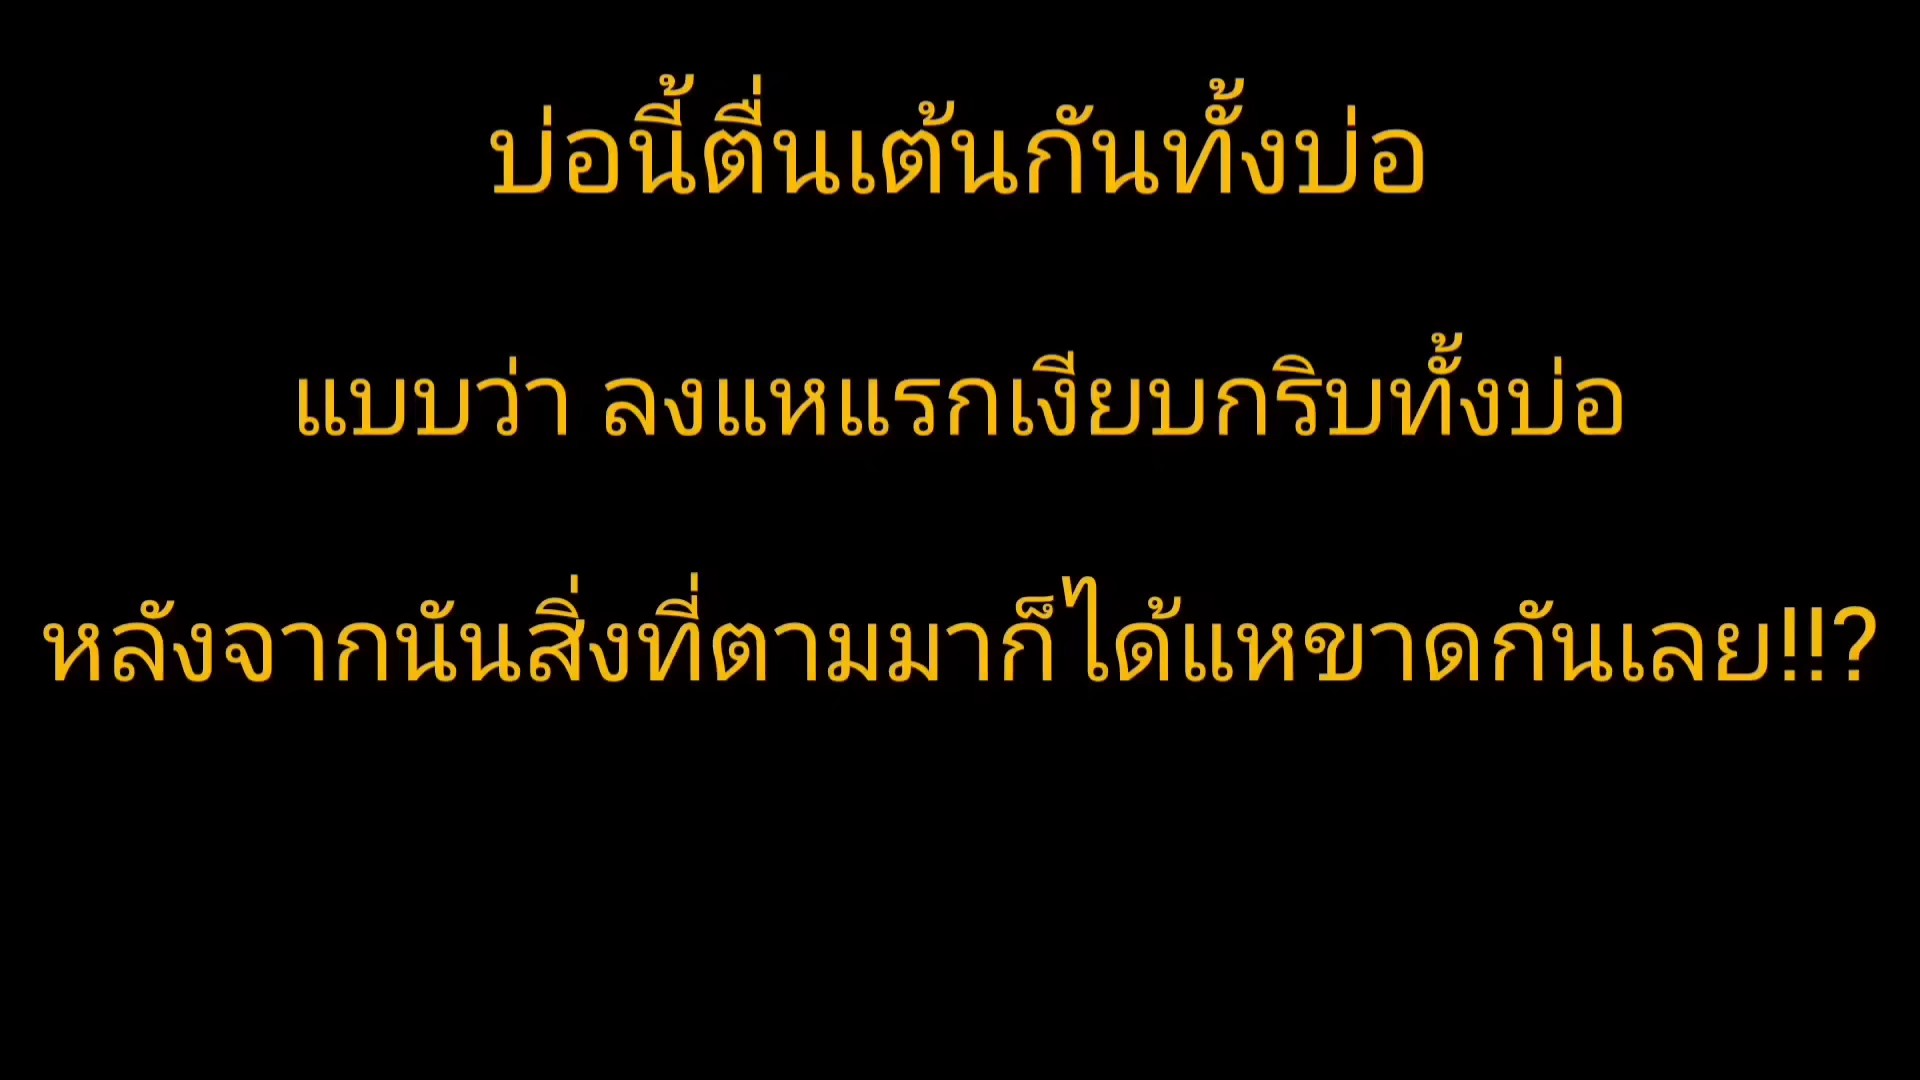 บ่อนี้ตื่นเต้นกันทั้งบ่อ
แบบว่า ลงแหแรกเงียบกริบทั้งบ่อ
หลังจากนันสิ่งที่ตามมาก็ได้แหขาดกันเลย!!?